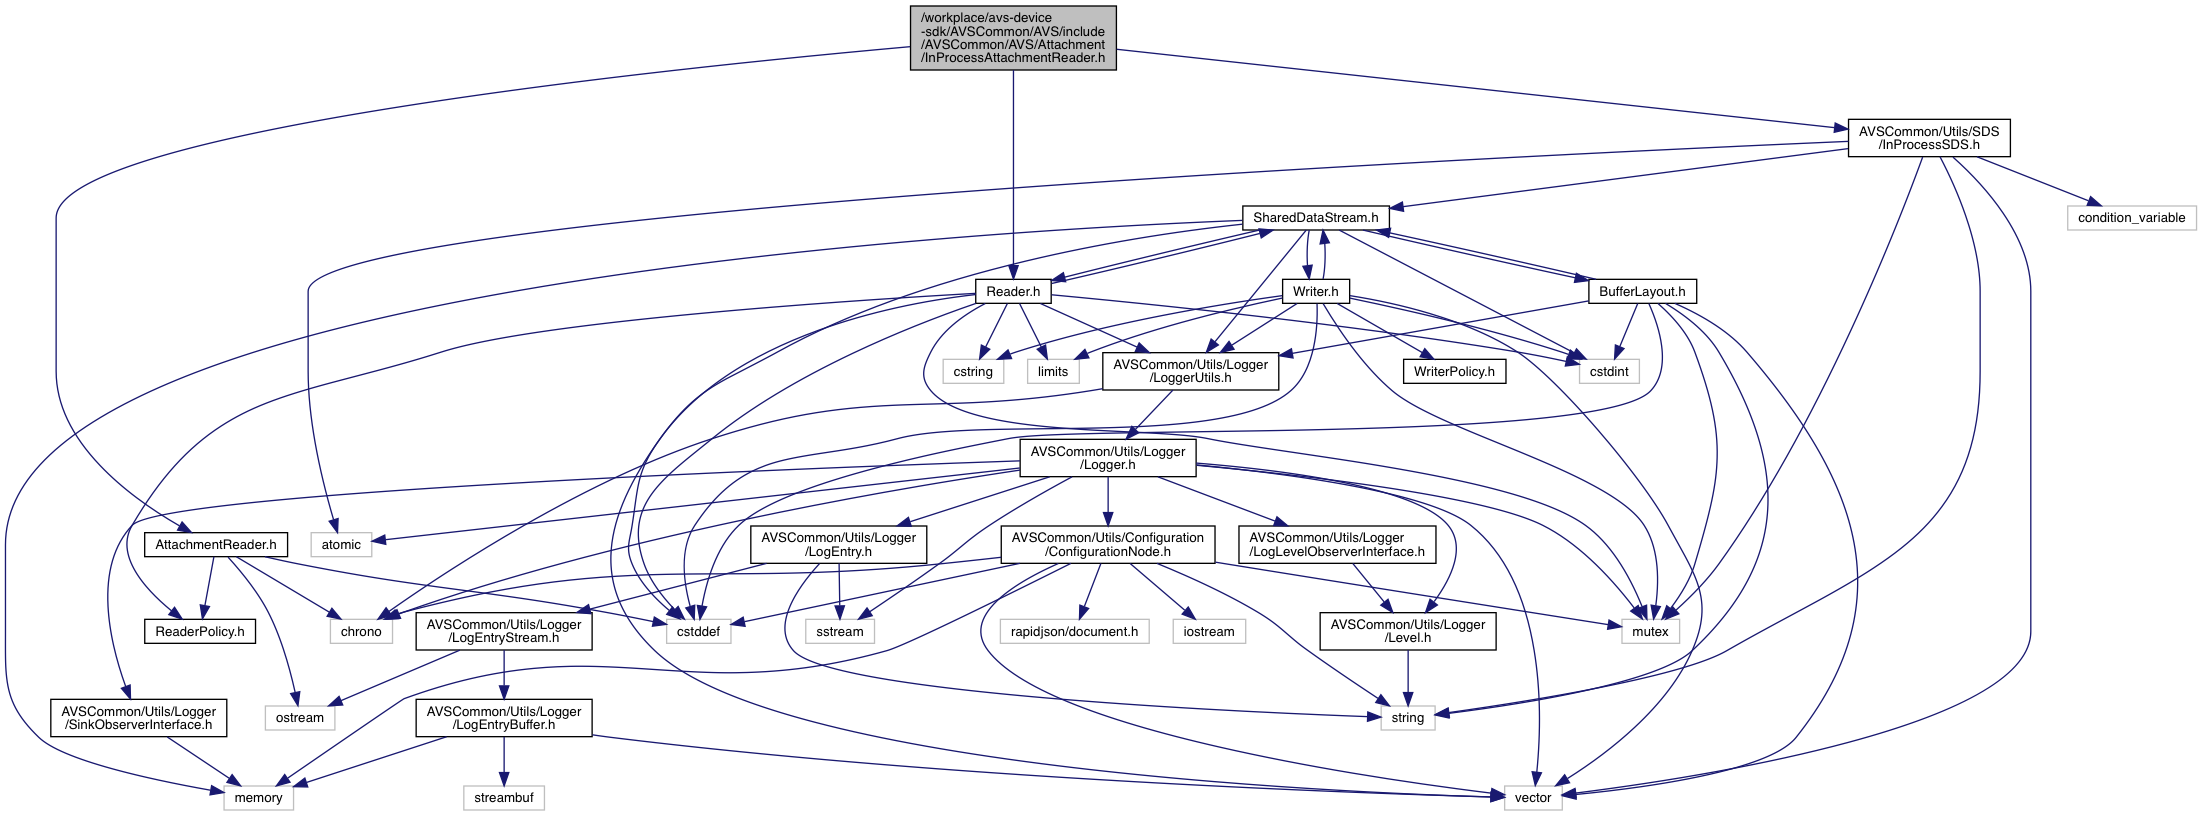 /workplace/avs-device
-sdk/AVSCommon/AVS/include
/AVSCommon/AVS/Attachment
/InProcessAttachmentReader.h
AVSCommon/Utils/SDS
/InProcessSDS.h
SharedDataStream.h
condition_variable
Reader.h
Writer.h
BufferLayout.h
cstring
limits
AVSCommon/Utils/Logger
/LoggerUtils.h
WriterPolicy.h
cstdint
AVSCommon/Utils/Logger
/Logger.h
AttachmentReader.h
atomic
AVSCommon/Utils/Logger
/LogEntry.h
AVSCommon/Utils/Configuration
/ConfigurationNode.h
AVSCommon/Utils/Logger
/LogLevelObserverInterface.h
ReaderPolicy.h
chrono
AVSCommon/Utils/Logger
/LogEntryStream.h
cstddef
sstream
rapidjson/document.h
iostream
AVSCommon/Utils/Logger
/Level.h
mutex
AVSCommon/Utils/Logger
/SinkObserverInterface.h
ostream
AVSCommon/Utils/Logger
/LogEntryBuffer.h
string
memory
streambuf
vector